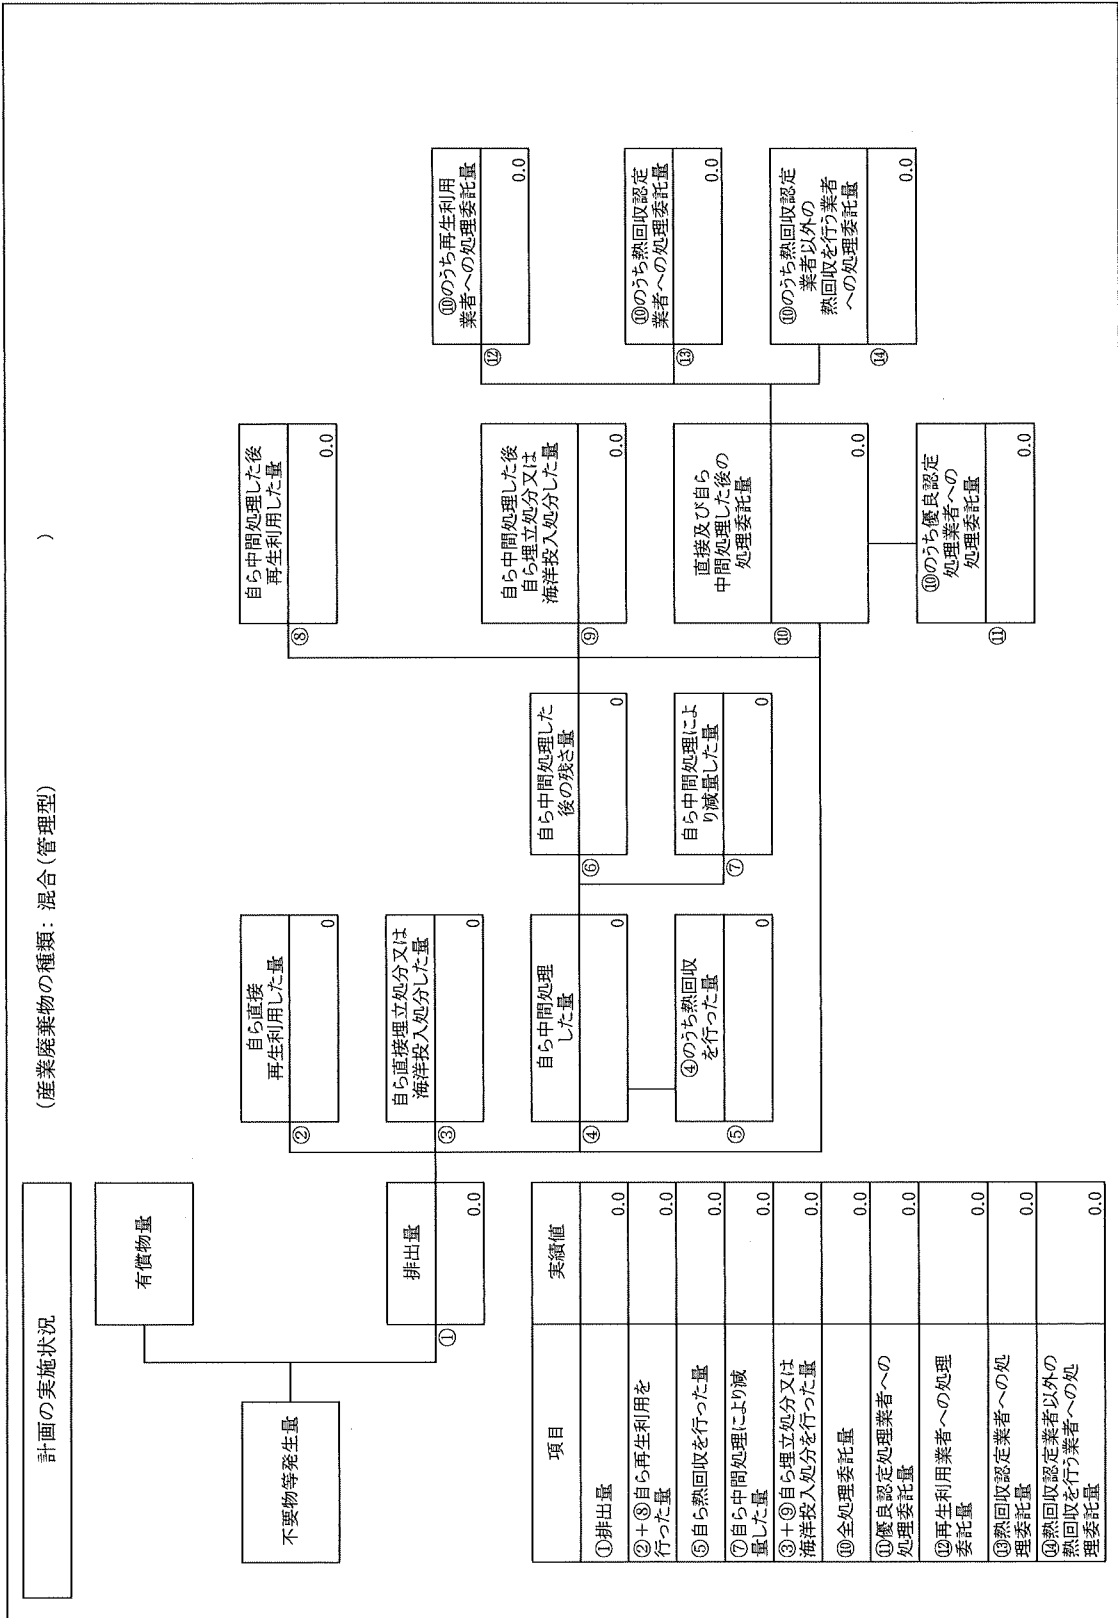 計画の実施状況
(産業廃棄物の種類: 混合(管理型)
)
不要物等発生量
有償物量
①
排出量
0.0
②
自ら直接
再生利用した量
0
③
自ら直接埋立処分又は
海洋投入処分した量
0
④
自ら中間処理
した量
0
⑤
④のうち熱回収
を行った量
0
⑥
自ら中間処理した
後の残さ量
0
⑦
自ら中間処理によ
り減量した量
0
⑧
自ら中間処理した後
再生利用した量
0.0
⑨
自ら中間処理した後
自ら埋立処分又は
海洋投入処分した量
0.0
⑩
直接及び自ら
中間処理した後の
処理委託量
0.0
⑪
⑩のうち優良認定
処理業者への
処理委託量
0.0
⑫
⑩のうち再生利用
業者への処理委託量
0.0
⑬
⑩のうち熱回収認定
業者への処理委託量
0.0
⑭
⑩のうち熱回収認定
業者以外の
熱回収を行う業者
への処理委託量
0.0
項目 実績値
①排出量 0.0
②+⑧自ら再生利用を
行った量 0.0
⑤自ら熱回収を行った量 0.0
⑦自ら中間処理により減
量した量 0.0
③+⑨自ら埋立処分又は
海洋投入処分を行った量 0.0
⑩全処理委託量 0.0
⑪優良認定処理業者への
処理委託量 0.0
⑫再生利用業者への処理
委託量 0.0
⑬熱回収認定業者への処
理委託量 0.0
⑭熱回収認定業者以外の
熱回収を行う業者への処
理委託量 0.0